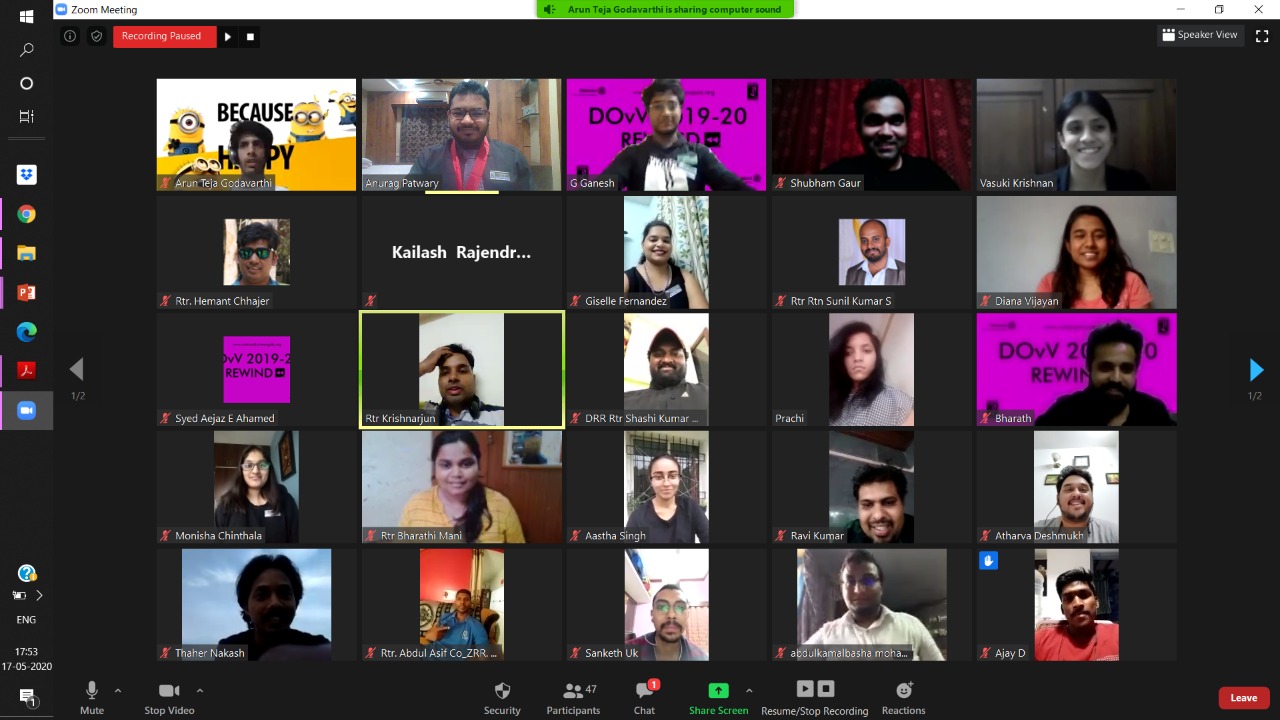 Zoom Meeting
Arun Teja Godavarthi is sharing computer sound
Recording Paused
Speaker View
BECAUSE
H PPY
Arun Teja Godavarthi
Anurag Patwary
DOvV 2019-20
REWIND
G Ganesh
Shubham Gaur
Vasuki Krishnan
Rtr. Hemant Chhajer
Kailash Rajendr...
Giselle Fernandez
Rtr Rtn Sunil Kumar S
Diana Vijayan
OvV 2019-2
REWIND
Syed Aejaz E Ahamed
Rtr Krishnarjun
DRR Rtr Shashi Kumar ...
Prachi
DOvV 20 0
REWIN
Bharath
1/2
1/2
Monisha Chinthala
Rtr Bharathi Mani
Aastha Singh
Ravi Kumar
Atharva Deshmukh
Thaher Nakash
Rtr. Abdul Asif Co_ZRR. ...
Sanketh Uk
abdulkamalbasha moha...
Ajay D
ENG
17:53
17-05-2020
1
Mute
Stop Video
Security
47
Participants
1
Chat
Share Screen
Resume/Stop Recording
Reactions
Leave